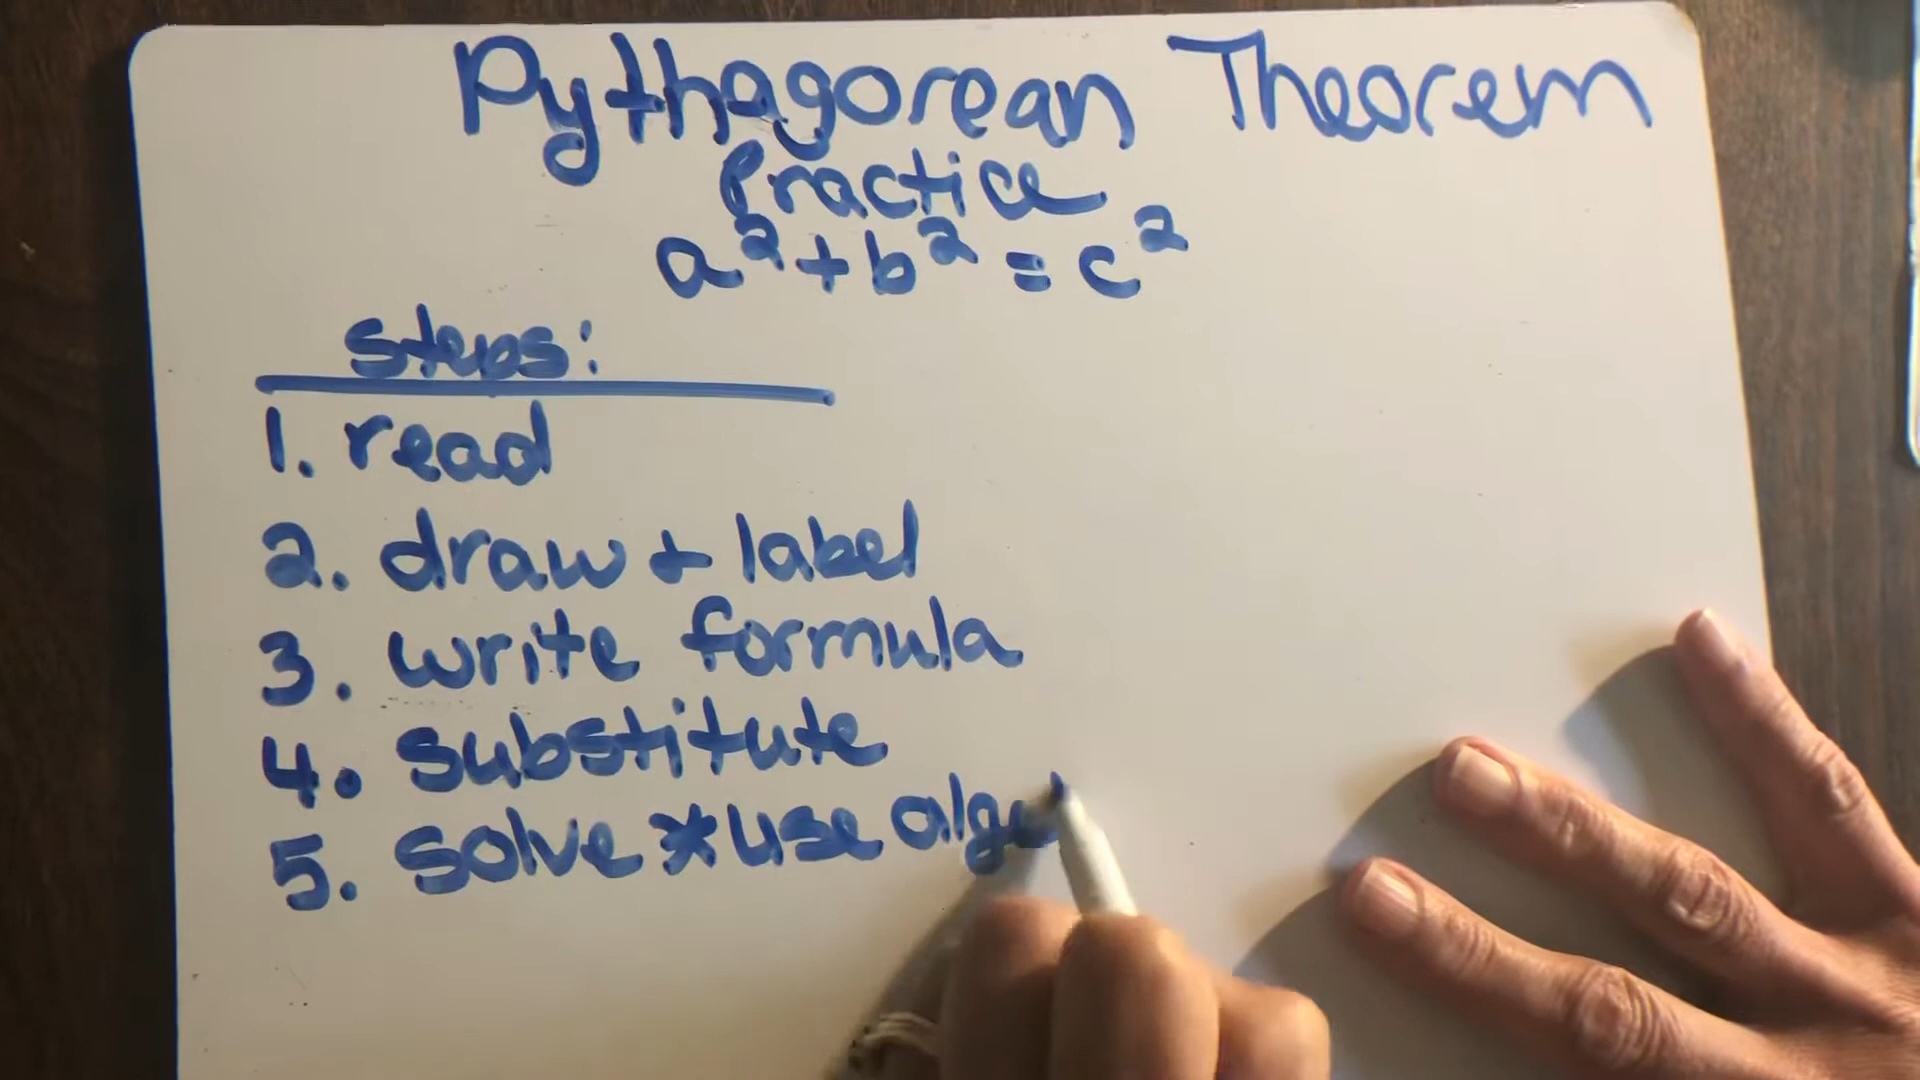 Pythagorean Theorem
Practice
a² + b² = c²
steps:
1. read
2. draw + label
3. write formula
4. substitute
5. solve *use alge